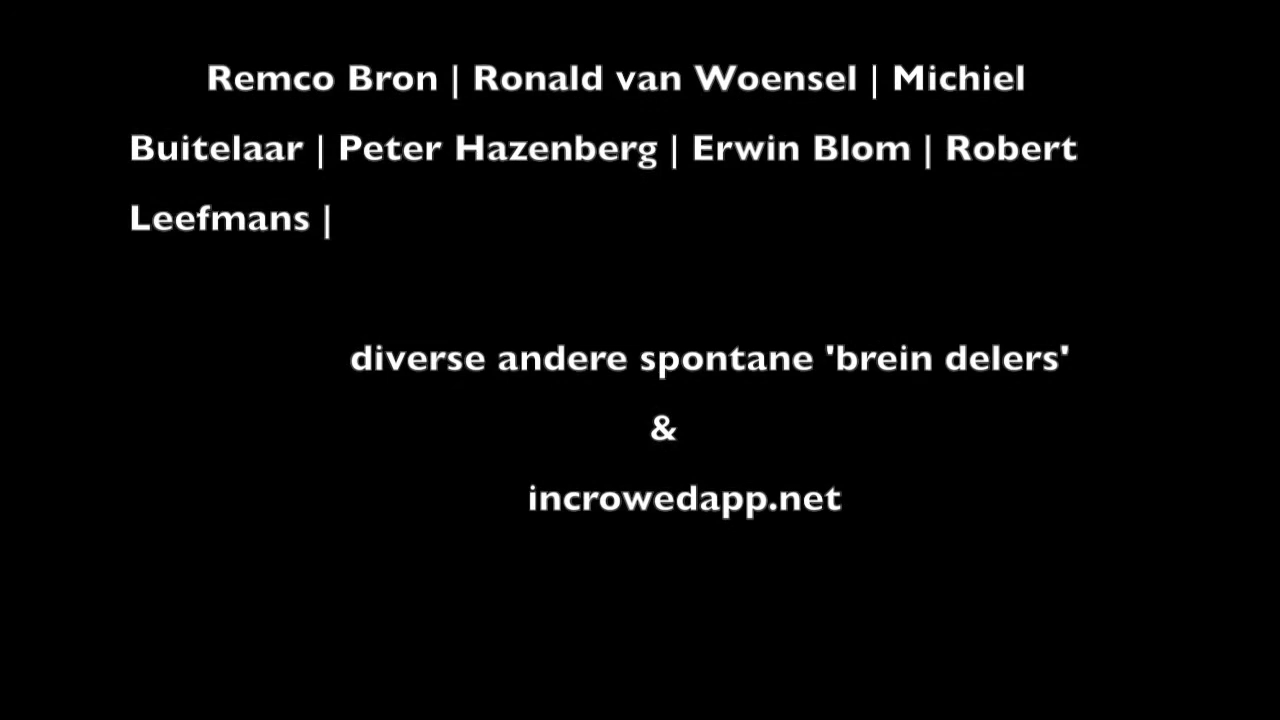 Remco Bron | Ronald van Woensel | Michiel
Buitelaar | Peter Hazenberg | Erwin Blom | Robert
Leefmans |
diverse andere spontane 'brein delers'
&
incrowedapp.net